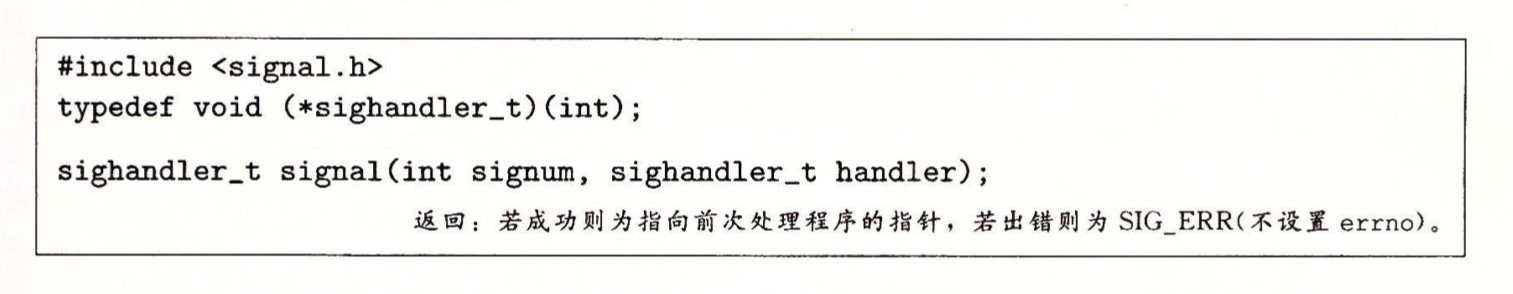 #include <signal.h>
typedef void (*sighandler_t)(int);
sighandler_t signal(int signum, sighandler_t handler);
返回：若成功则为指向前次处理程序的指针，若出错则为 SIG_ERR(不设置 errno)。